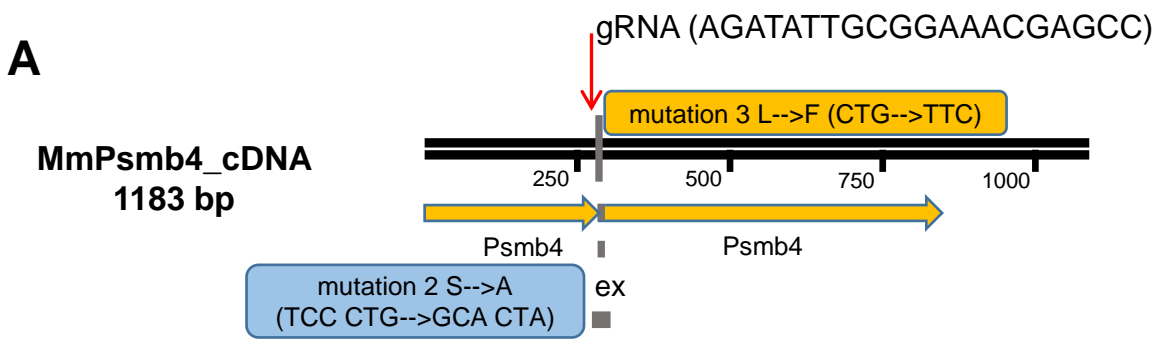 A
gRNA (AGATATTGCGGAAACGAGCC)
mutation 3 L-->F (CTG-->TTC)
MmPsmb4_cDNA
1183 bp
250 500 750 1000
Psmb4 Psmb4
mutation 2 S-->A
(TCC CTG-->GCA CTA)
ex